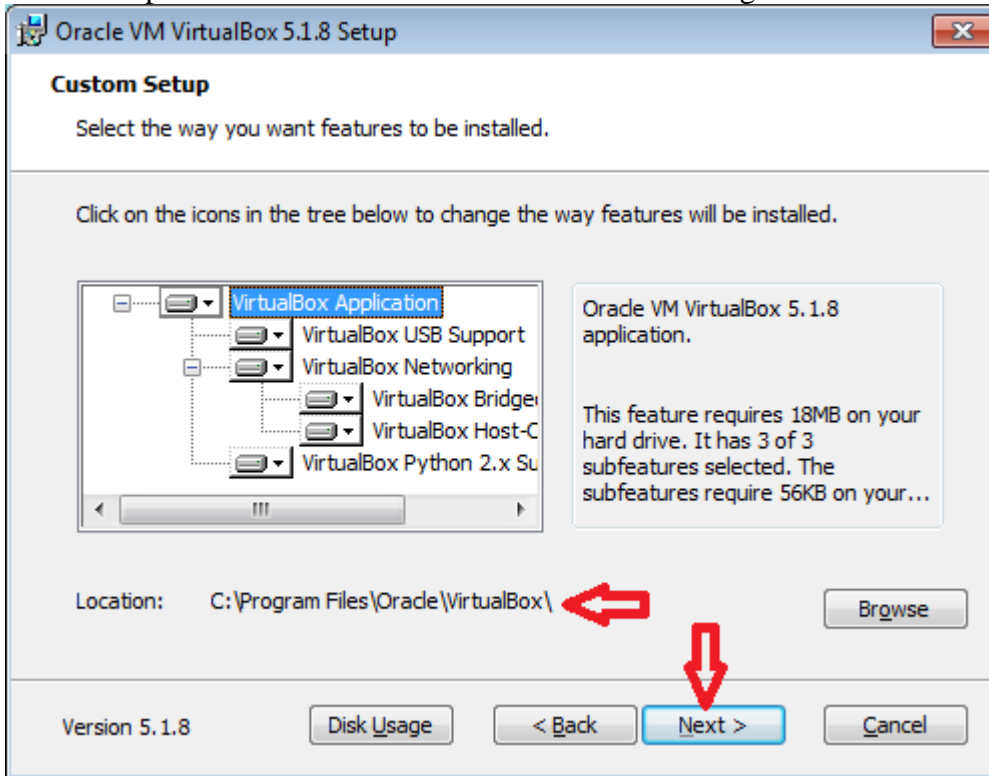 Oracle VM VirtualBox 5.1.8 Setup
Custom Setup
Select the way you want features to be installed.
Click on the icons in the tree below to change the way features will be installed.
VirtualBox Application
VirtualBox USB Support
VirtualBox Networking
VirtualBox Bridge
VirtualBox Host-C
VirtualBox Python 2.x Su
Oracle VM VirtualBox 5.1.8
application.
This feature requires 18MB on your
hard drive. It has 3 of 3
subfeatures selected. The
subfeatures require 56KB on your...
Location: C:\Program Files\Oracle\VirtualBox\
Browse
Version 5.1.8 Disk Usage < Back Next > Cancel